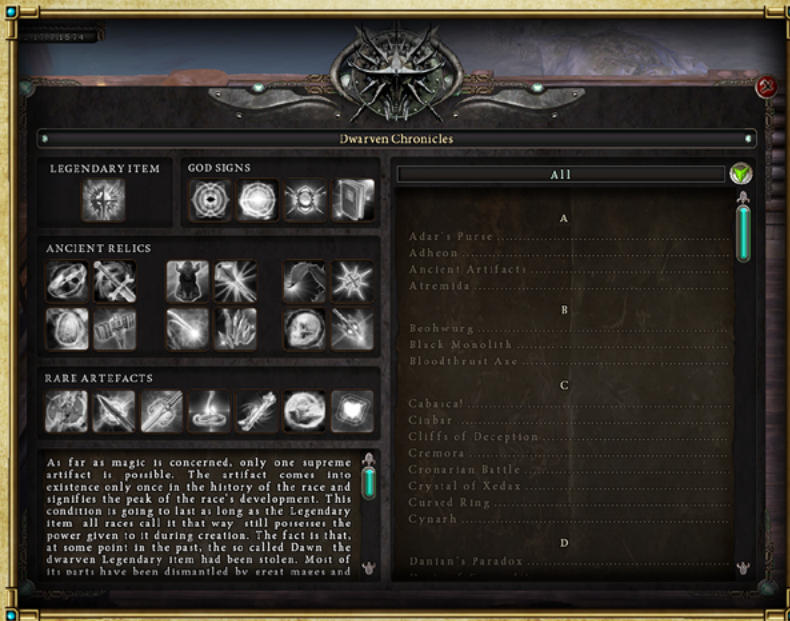 Dwarven Chronicles
LEGENDARY ITEM
GOD SIGNS
ANCIENT RELICS
RARE ARTEFACTS
As far as magic is concerned, only one supreme
artifact is possible. The artifact comes into
existence only once in the history of the race and
signifies the peak of the race's development. This
condition is going to last as long as the Legendary
item all races call it that way still possesses the
power given to it during creation. The fact is that,
at some point in the past, the so called Dawn the
dwarven Legendary item had been stolen. Most of
its parts have been dismantled by great mages and
All
A
Adar's Purse
Adheon
Ancient Artifacts
Atremida
B
Beohwurg
Black Monolith
Bloodthrust Axe
C
Cabascal
Cinbar
Cliffs of Deception
Cremora
Cronarian Battle
Crystal of Xedax
Cursed Ring
Cynarh
D
Danian's Paradox